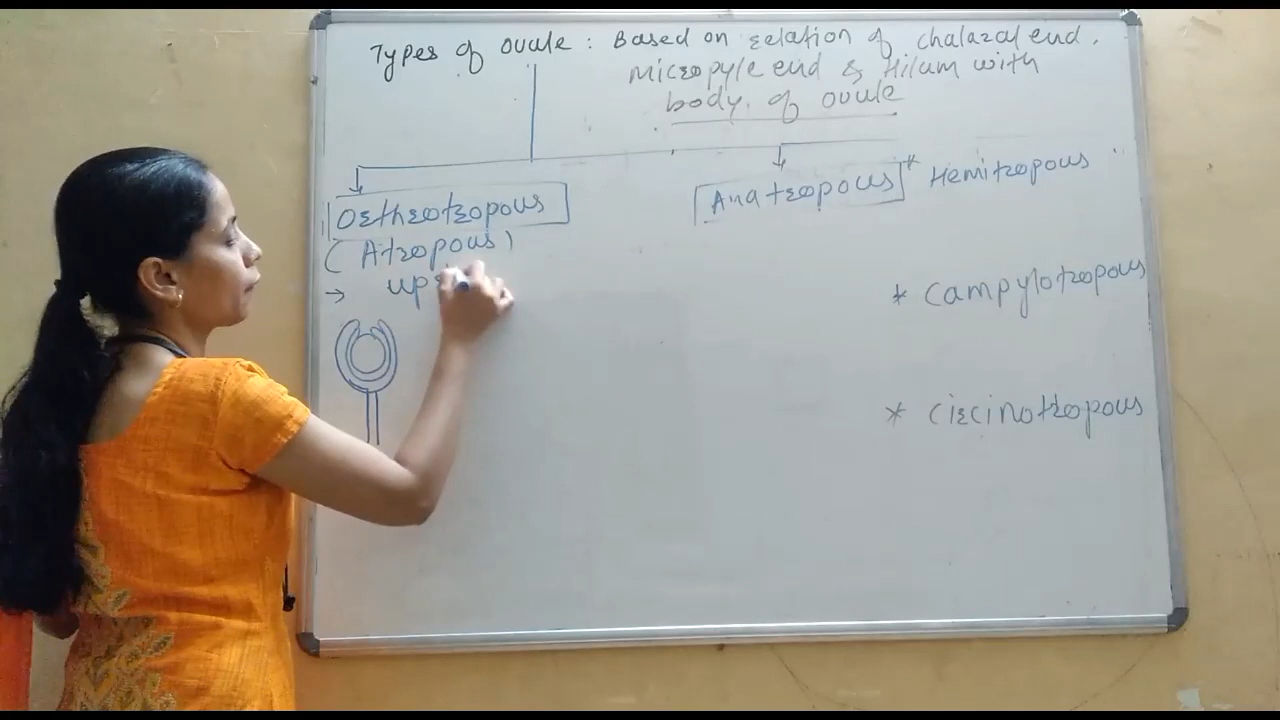 Types of ovule : Based on relation of chalazal end,
micropyle end & Hilum with
body of ovule
Orthrotropous
Anatropous
* Hemitropous
(Atropous)
→ up
* campylotropous
* circinotropous